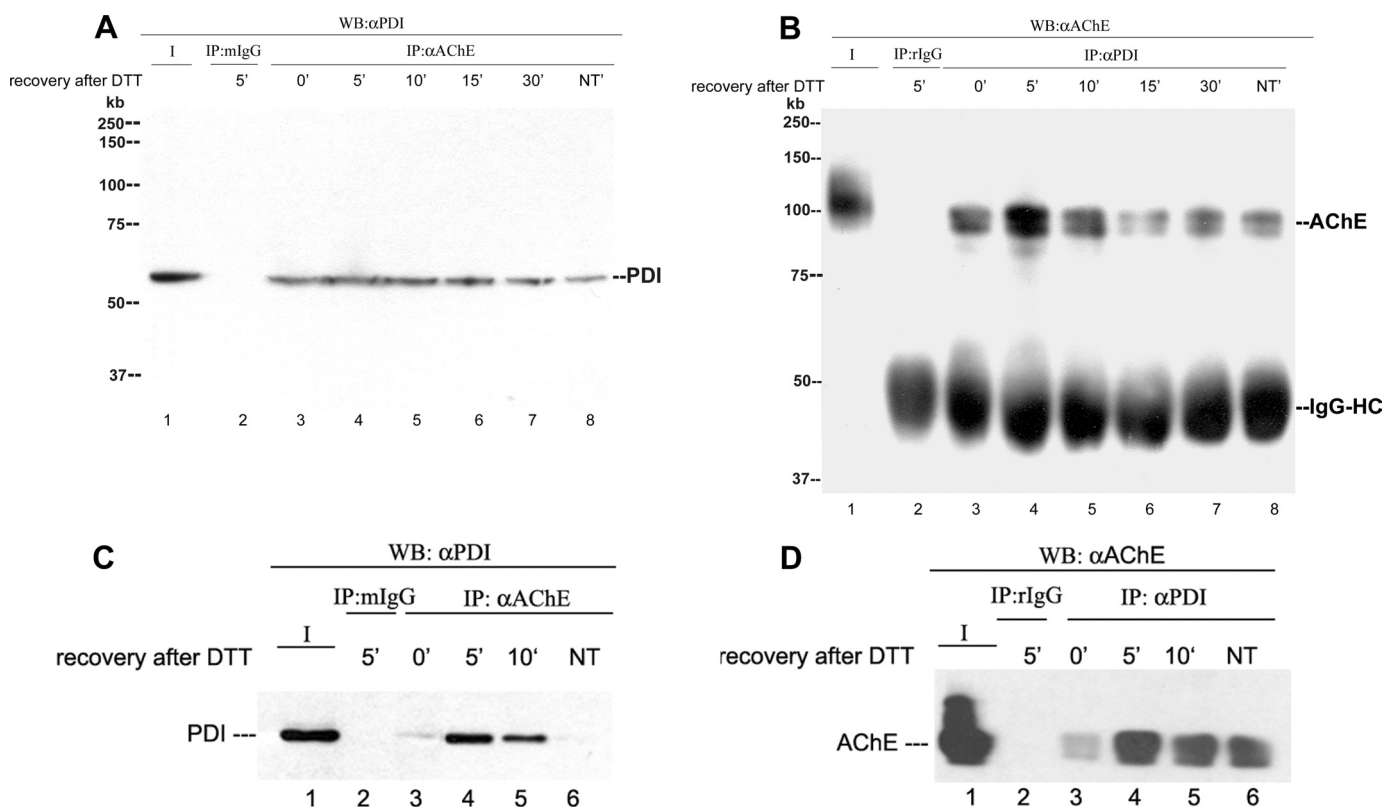 A
WB:αPDI
I IP:mIgG IP:αAChE
recovery after DTT 5' 0' 5' 10' 15' 30' NT'
kb
250--
150--
100--
75--
50--
37--
--PDI
1 2 3 4 5 6 7 8
B
WB:αAChE
I IP:rIgG IP:αPDI
recovery after DTT 5' 0' 5' 10' 15' 30' NT'
kb
250--
150--
100--
75--
50--
37--
--AChE
--IgG-HC
1 2 3 4 5 6 7 8
C
WB: αPDI
IP:mIgG IP: αAChE
I
recovery after DTT 5' 0' 5' 10' NT
PDI ---
1 2 3 4 5 6
D
WB: αAChE
IP:rIgG IP: αPDI
I
recovery after DTT 5' 0' 5' 10' NT
AChE ---
1 2 3 4 5 6